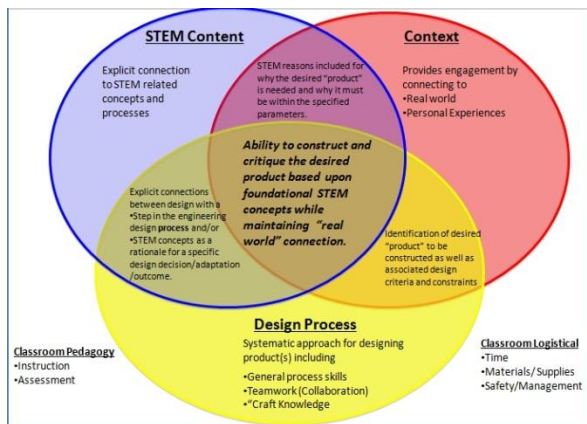 STEM Content
Explicit connection
to STEM related
concepts and
processes
STEM reasons included for
why the desired "product"
is needed and why it must
be within the specified
parameters.
Context
Provides engagement by
connecting to
•Real world
•Personal Experiences
Ability to construct and
critique the desired
product based upon
foundational STEM
concepts while
maintaining "real
world" connection.
Explicit connections
between design with a
•Step in the engineering
design process and/or
•STEM concepts as a
rationale for a specific
design decision/adaptation
/outcome.
Identification of desired
"product" to be
constructed as well as
associated design
criteria and constraints
Design Process
Systematic approach for designing
product(s) including
•General process skills
•Teamwork (Collaboration)
•"Craft Knowledge
Classroom Pedagogy
•Instruction
•Assessment
Classroom Logistical
•Time
•Materials/ Supplies
•Safety/Management